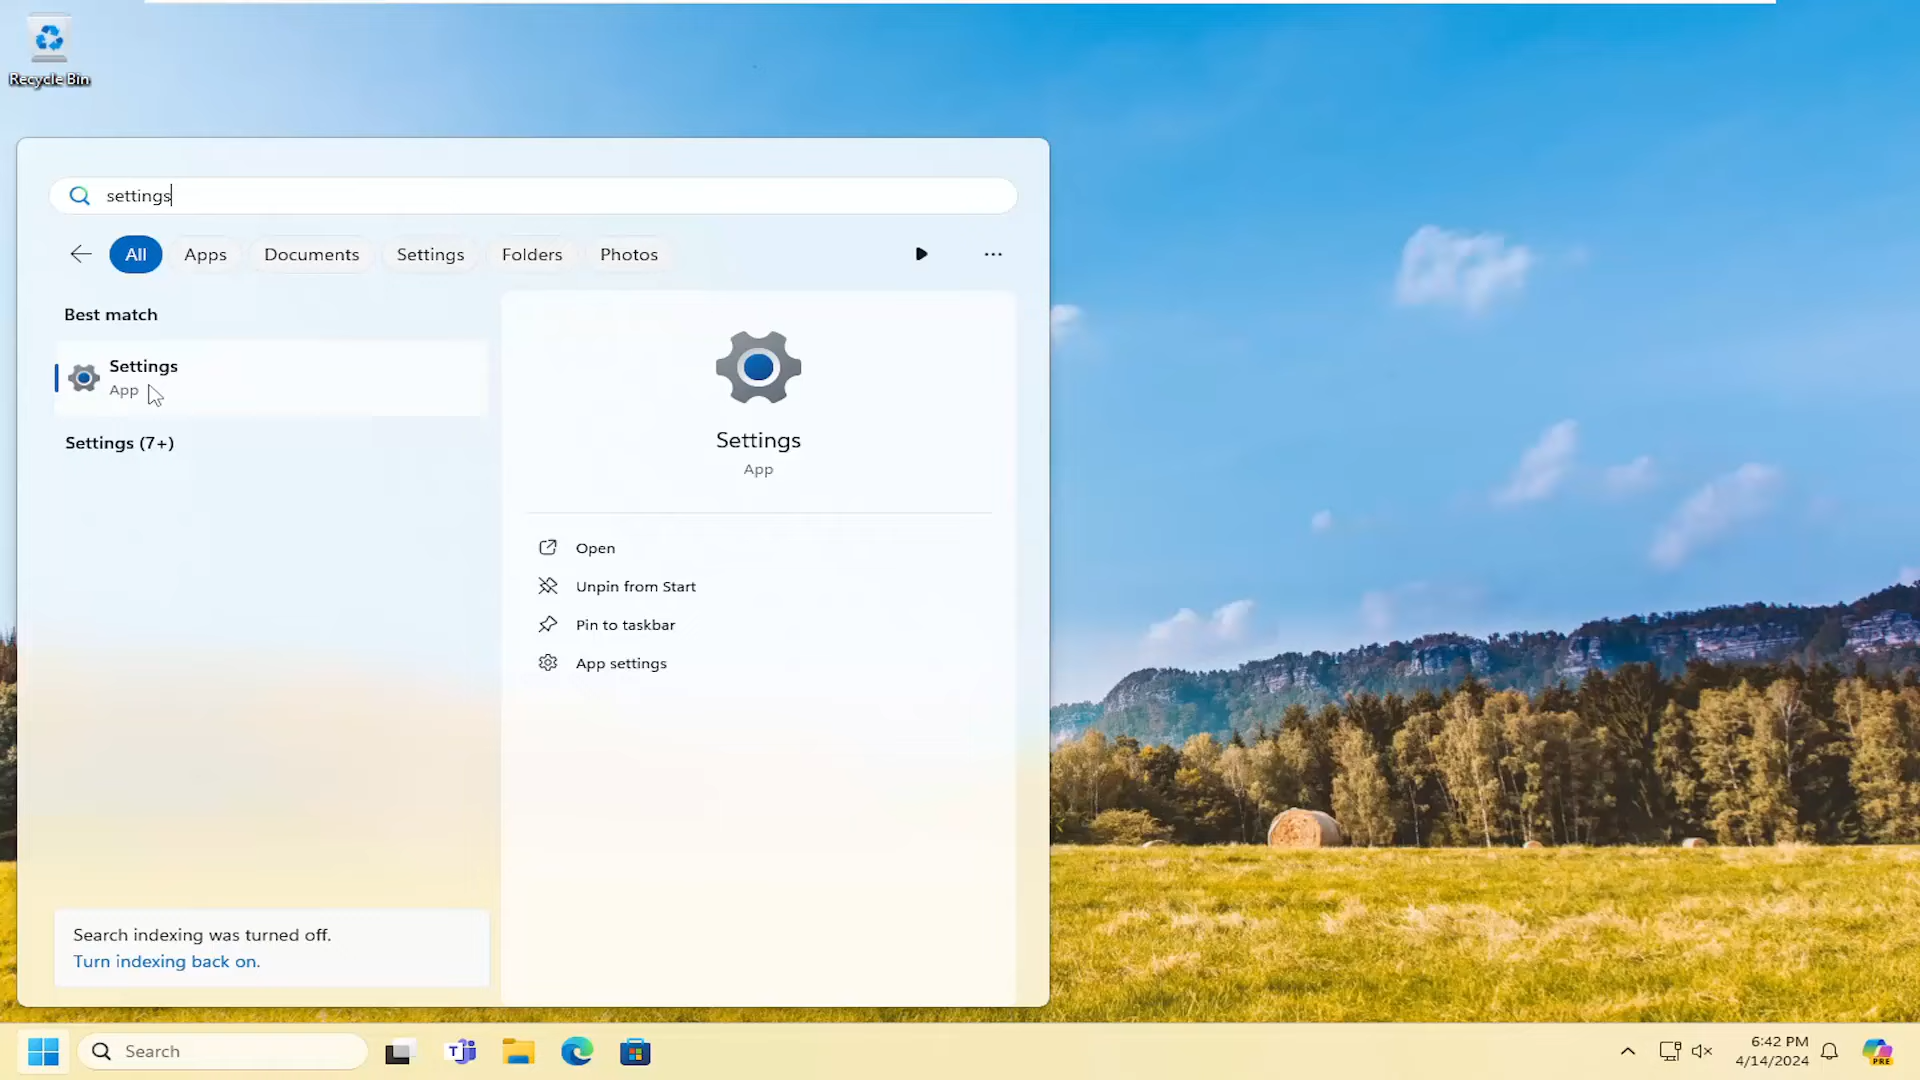 Recycle Bin
settings
All Apps Documents Settings Folders Photos
Best match
Settings
App
Settings (7+)
Settings
App
Open
Unpin from Start
Pin to taskbar
App settings
Search indexing was turned off.
Turn indexing back on.
Search
6:42 PM
4/14/2024
PRE